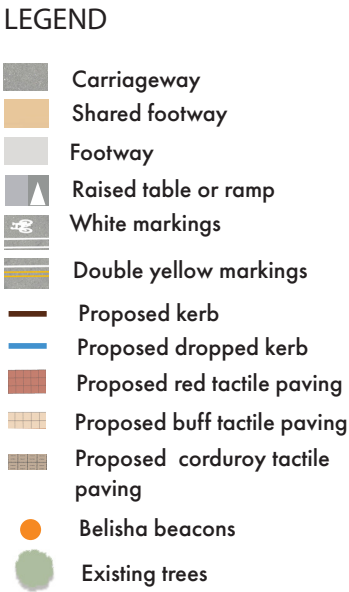 LEGEND
Carriageway
Shared footway
Footway
Raised table or ramp
White markings
Double yellow markings
Proposed kerb
Proposed dropped kerb
Proposed red tactile paving
Proposed buff tactile paving
Proposed corduroy tactile
paving
Belisha beacons
Existing trees